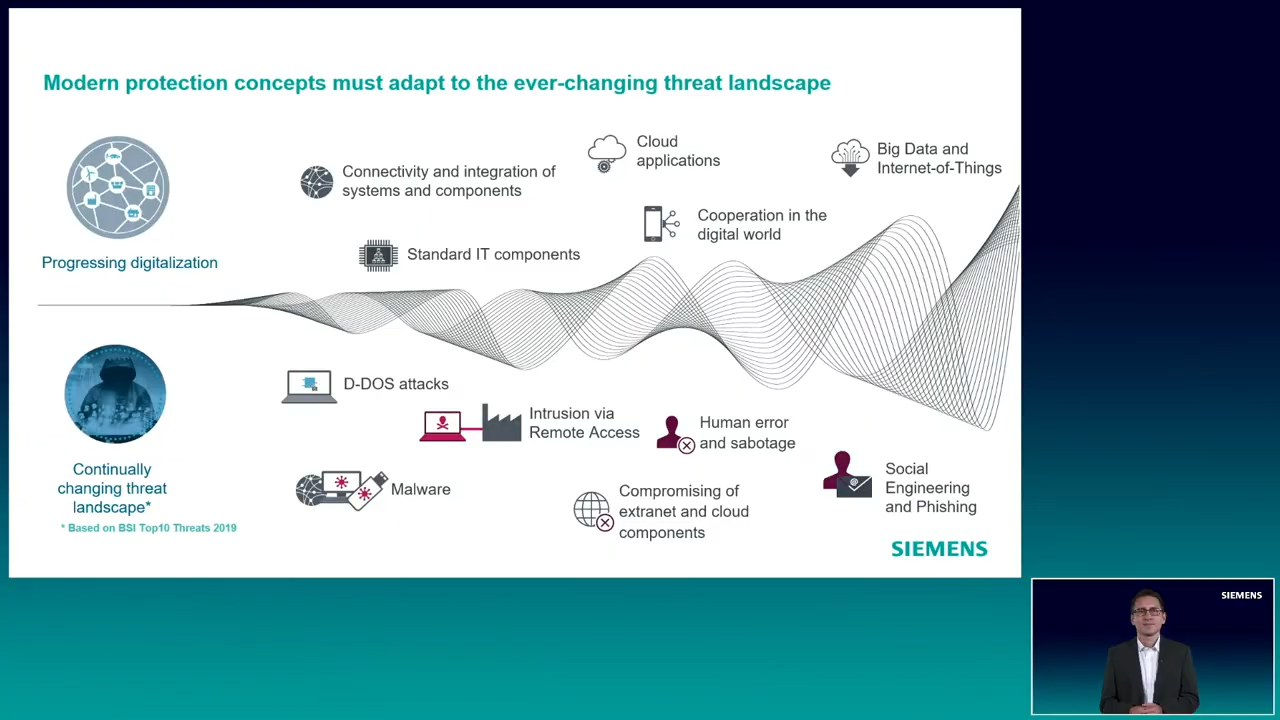 Modern protection concepts must adapt to the ever-changing threat landscape
Progressing digitalization
Connectivity and integration of
systems and components
Standard IT components
Cloud
applications
Cooperation in the
digital world
Big Data and
Internet-of-Things
Continually
changing threat
landscape*
* Based on BSI Top10 Threats 2019
D-DOS attacks
Intrusion via
Remote Access
Malware
Human error
and sabotage
Compromising of
extranet and cloud
components
Social
Engineering
and Phishing
SIEMENS
SIEMENS